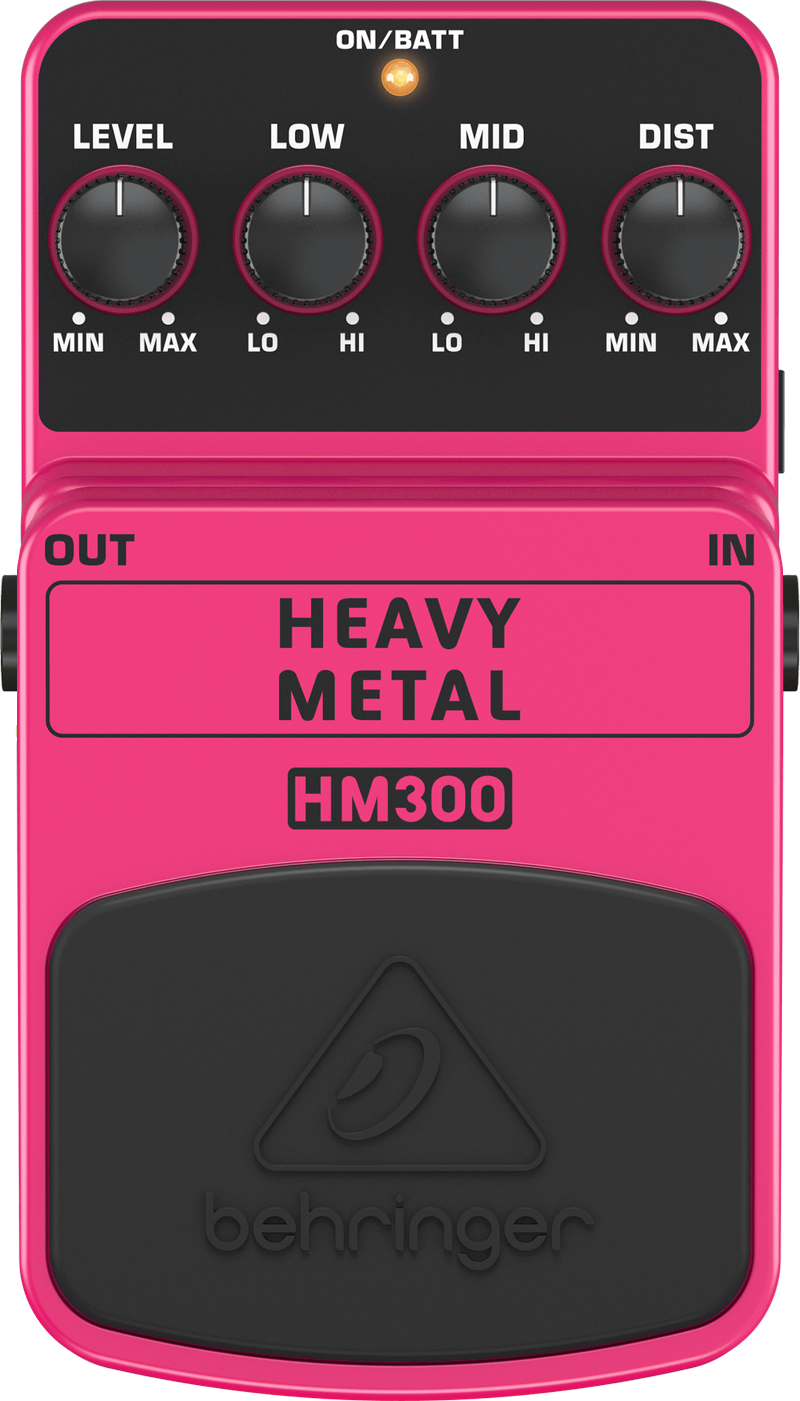 ON/BATT
LEVEL LOW MID DIST
MIN MAX LO HI LO HI MIN MAX
OUT IN
HEAVY
METAL
HM300
behringer